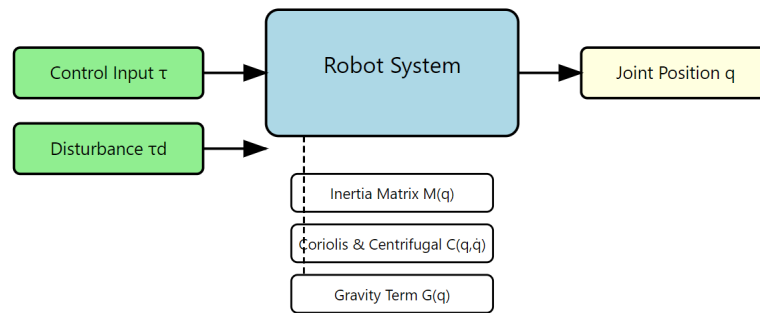 Control Input τ
Robot System
Joint Position q
Disturbance τd
Inertia Matrix M(q)
Coriolis & Centrifugal C(q,q̇)
Gravity Term G(q)